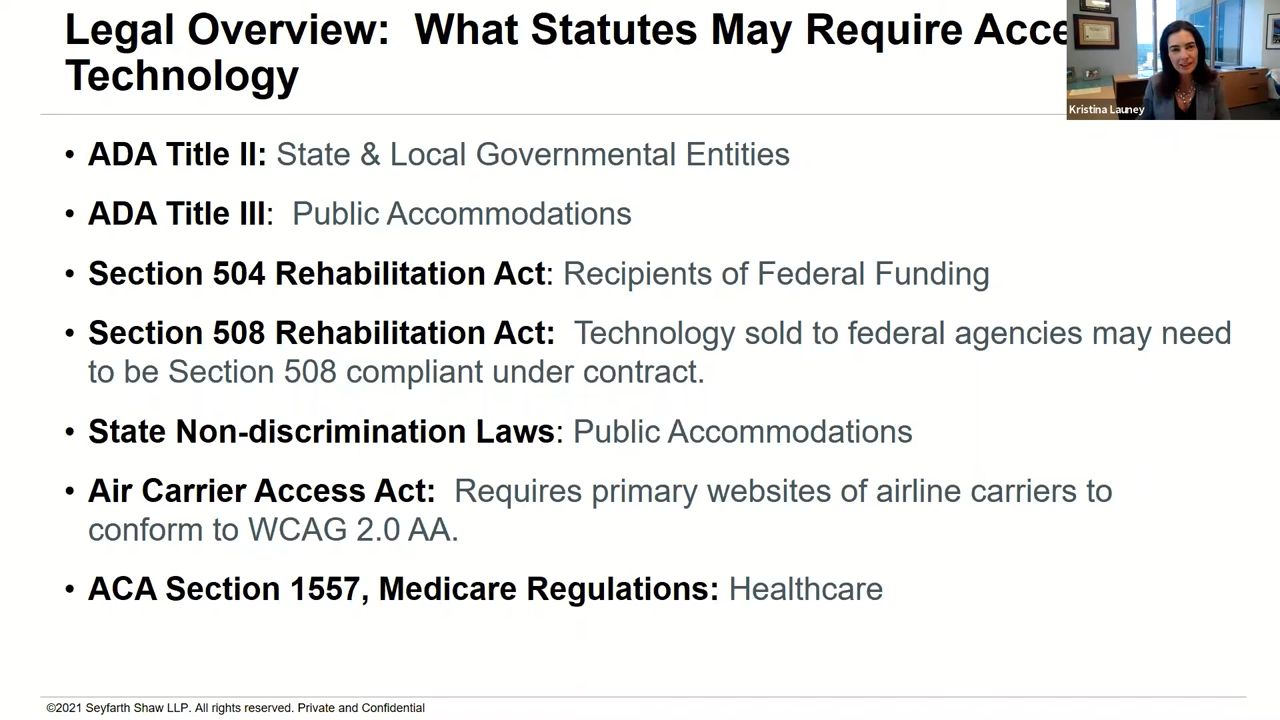 Legal Overview: What Statutes May Require
Technology
Kristina Launey
• ADA Title II: State & Local Governmental Entities
• ADA Title III: Public Accommodations
• Section 504 Rehabilitation Act: Recipients of Federal Funding
• Section 508 Rehabilitation Act: Technology sold to federal agencies may need
to be Section 508 compliant under contract.
• State Non-discrimination Laws: Public Accommodations
• Air Carrier Access Act: Requires primary websites of airline carriers to
conform to WCAG 2.0 AA.
• ACA Section 1557, Medicare Regulations: Healthcare
©2021 Seyfarth Shaw LLP. All rights reserved. Private and Confidential